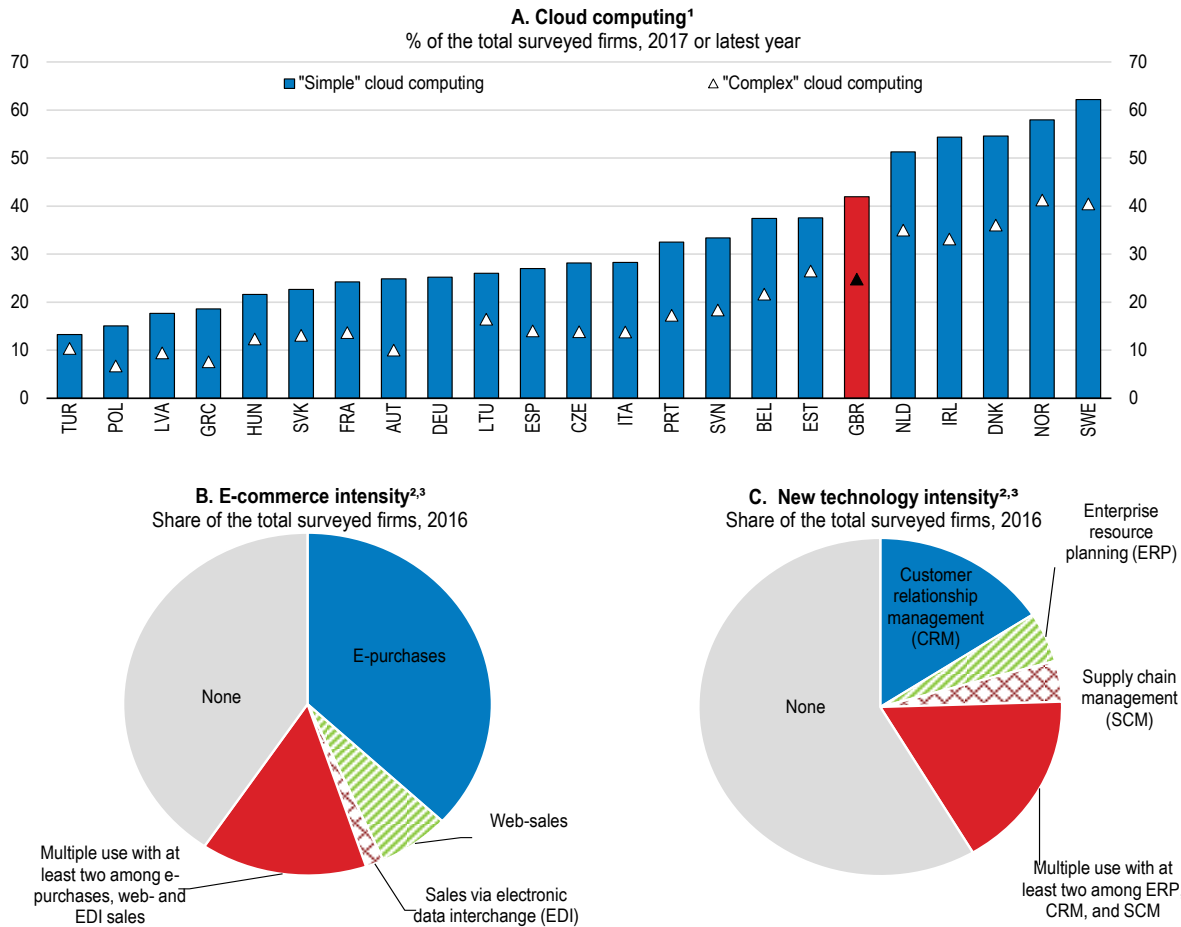 A. Cloud computing¹
% of the total surveyed firms, 2017 or latest year
"Simple" cloud computing
"Complex" cloud computing
70
60
50
40
30
20
10
0
70
60
50
40
30
20
10
0
TUR
POL
LVA
GRC
HUN
SVK
FRA
AUT
DEU
LTU
ESP
CZE
ITA
PRT
SVN
BEL
EST
GBR
NLD
IRL
DNK
NOR
SWE
B. E-commerce intensity²,³
Share of the total surveyed firms, 2016
E-purchases
None
Web-sales
Multiple use with at
least two among e-
purchases, web- and
EDI sales
Sales via electronic
data interchange (EDI)
C. New technology intensity²,³
Share of the total surveyed firms, 2016
Enterprise
resource
planning (ERP)
Customer
relationship
management
(CRM)
None
Supply chain
management
(SCM)
Multiple use with at
least two among ERP
CRM, and SCM